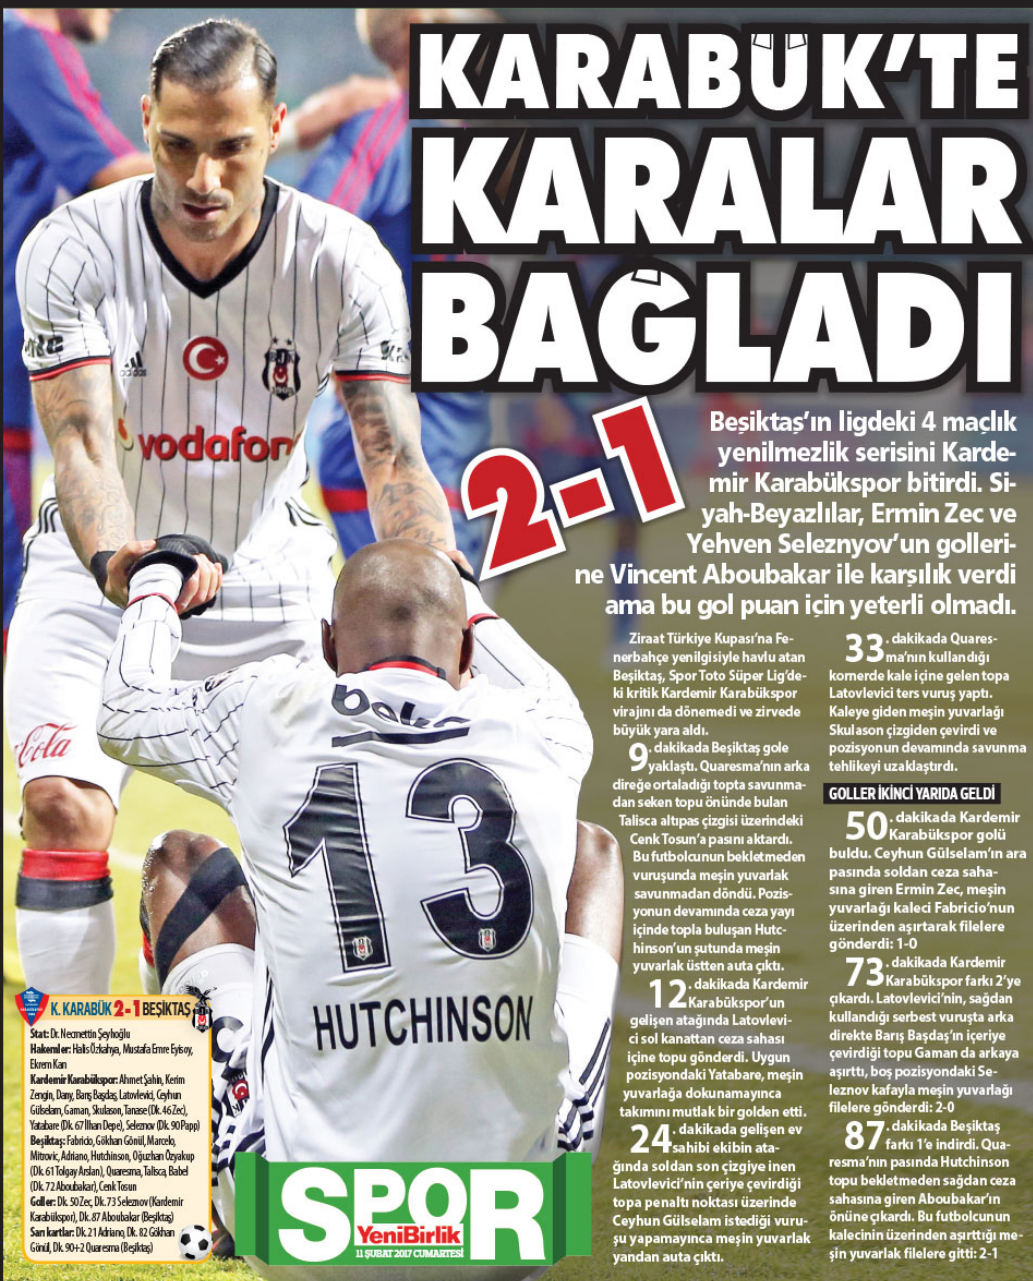 KARABÜK'TE
KARALAR
BAĞLADI
2-1
Beşiktaş'ın ligdeki 4 maçlık
yenilmezlik serisini Karde-
mir Karabükspor bitirdi. Si-
yah-Beyazlılar, Ermin Zec ve
Yehven Seleznyov'un golleri-
ne Vincent Aboubakar ile karşılık verdi
ama bu gol puan için yeterli olmadı.
Ziraat Türkiye Kupası'na Fe-
nerbahçe yenilgisiyle havlu atan
Beşiktaş, Spor Toto Süper Lig'de-
ki kritik Kardemir Karabükspor
virajını da dönemedi ve zirvede
büyük yara aldı.
9. dakikada Beşiktaş gole
yaklaştı. Quaresma'nın arka
direğe ortaladığı topta savunma-
dan seken topu önünde bulan
Talisca altıpas çizgisi üzerindeki
Cenk Tosun'a pasını aktardı.
Bu futbolcunun bekletmeden
vuruşunda meşin yuvarlak
savunmadan döndü. Pozis-
yonun devamında ceza yayı
içinde topla buluşan Hutc-
hinson'un şutunda meşin
yuvarlak üstten auta çıktı.
12. dakikada Kardemir
Karabükspor'un
gelişen atağında Latovlevi-
ci sol kanattan ceza sahası
içine topu gönderdi. Uygun
pozisyondaki Yatabare, meşin
yuvarlağa dokunamayınca
takımını mutlak bir golden etti.
24. dakikada gelişen ev
sahibi ekibin ata-
ğında soldan son çizgiye inen
Latovlevici'nin çeriye çevirdiği
topa penaltı noktası üzerinde
Ceyhun Gülselam istediği vuru-
şu yapamayınca meşin yuvarlak
yandan auta çıktı.
33. dakikada Quares-
ma'nın kullandığı
kornerde kale içine gelen topa
Latovlevici ters vuruş yaptı.
Kaleye giden meşin yuvarlağı
Skulason çizgiden çevirdi ve
pozisyonun devamında savunma
tehlikeyi uzaklaştırdı.
GOLLER İKİNCİ YARIDA GELDİ
50. dakikada Kardemir
Karabükspor golü
buldu. Ceyhun Gülselam'ın ara
pasında soldan ceza saha-
sına giren Ermin Zec, meşin
yuvarlağı kaleci Fabricio'nun
üzerinden aşırtarak filelere
gönderdi: 1-0
73. dakikada Kardemir
Karabükspor farkı 2'ye
çıkardı. Latovlevici'nin, sağdan
kullandığı serbest vuruşta arka
direkte Barış Başdaş'ın içeriye
çevirdiği topu Gaman da arkaya
aşırttı, boş pozisyondaki Se-
leznov kafayla meşin yuvarlağı
filelere gönderdi: 2-0
87. dakikada Beşiktaş
farkı 1'e indirdi. Qua-
resma'nın pasında Hutchinson
topu bekletmeden sağdan ceza
sahasına giren Aboubakar'ın
önüne çıkardı. Bu futbolcunun
kalecinin üzerinden aşırttığı me-
şin yuvarlak filelere gitti: 2-1
K. KARABÜK 2-1 BEŞİKTAŞ
Stat: Dr. Necmettin Şeyhoğlu
Hakemler: Halis Özkahya, Mustafa Emre Eyisoy,
Ekrem Kan
Kardemir Karabükspor: Ahmet Şahin, Kerim
Zengin, Dany, Barış Başdaş, Latovlevici, Ceyhun
Gülselam, Gaman, Skulason, Tanase (Dk. 46 Zec),
Yatabare (Dk. 67 İlhan Depe), Seleznov (Dk. 90 Papp)
Beşiktaş: Fabricio, Gökhan Gönül, Marcelo,
Mitrovic, Adriano, Hutchinson, Oğuzhan Özyakup
(Dk. 61 Tolgay Arslan), Quaresma, Talisca, Babel
(Dk. 72 Aboubakar), Cenk Tosun
Goller: Dk. 50 Zec, Dk. 73 Seleznov (Kardemir
Karabükspor), Dk. 87 Aboubakar (Beşiktaş)
Sarı kartlar: Dk. 21 Adriano, Dk. 82 Gökhan
Gönül, Dk. 90+2 Quaresma (Beşiktaş)
SPOR
YeniBirlik
11 ŞUBAT 2017 CUMARTESİ
adidas
vodafon
beko
13
HUTCHINSON
Cola